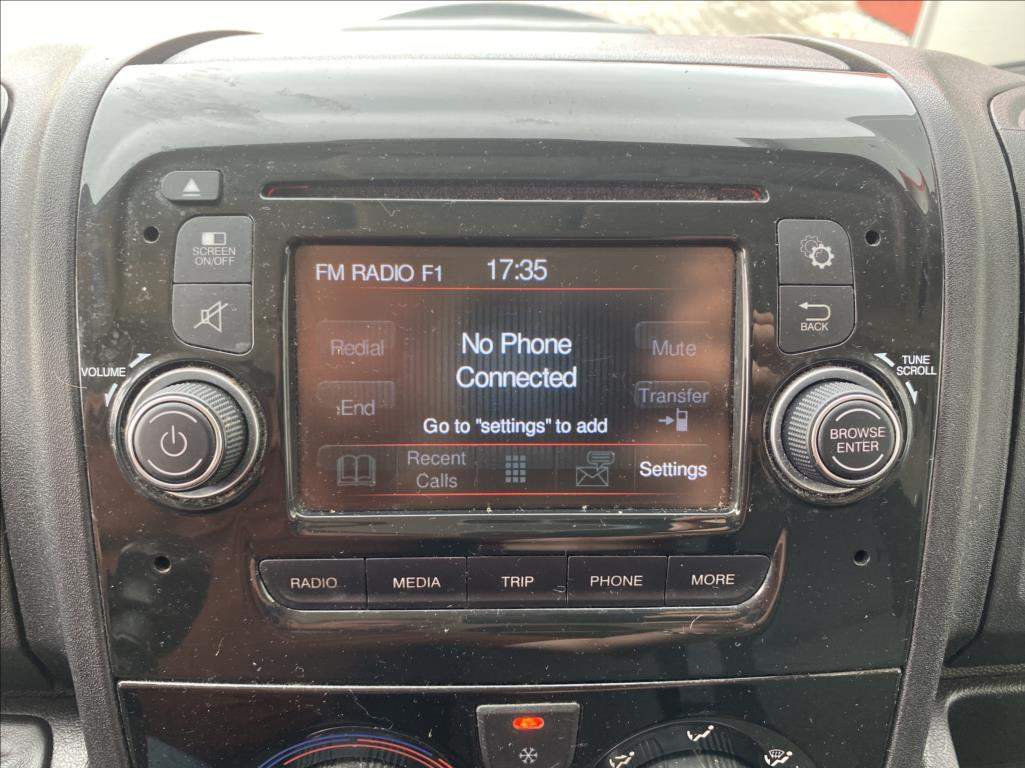 SCREEN
ON/OFF
VOLUME
FM RADIO F1 17:35
Redial
No Phone
Connected
Mute
End
Transfer
Go to "settings" to add
Recent
Calls
Settings
BACK
TUNE
SCROLL
BROWSE
ENTER
RADIO
MEDIA
TRIP
PHONE
MORE